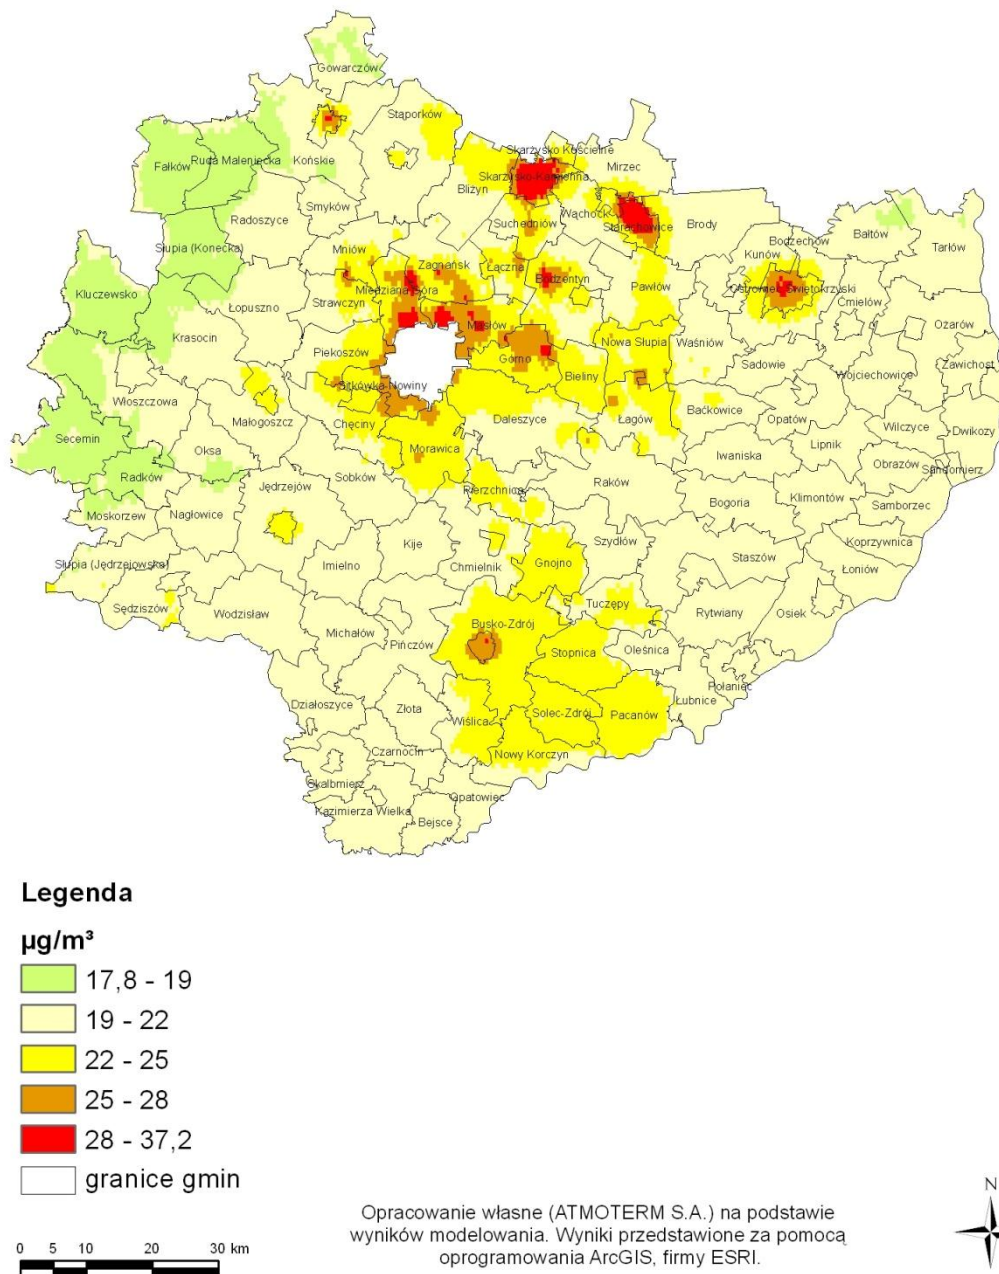 Gowarczów
Stąporków
Fałków
Ruda Maleniecka
Końskie
Skarżysko Kościelne
Skarżysko-Kamienna
Mirzec
Bliżyn
Smyków
Radoszyce
Suchedniów
Wąchock
Starachowice
Brody
Słupia (Konecka)
Mniów
Zagnańsk
Łączna
Bodzentyn
Bałtów
Tarłów
Bodzechów
Kunów
Kluczewsko
Łopuszno
Strawczyn
Miedziana Góra
Pawłów
Ostrowiec Świętokrzyski
Ćmielów
Krasocin
Masłów
Ożarów
Piekoszów
Górno
Nowa Słupia
Waśniów
Sadowie
Wojciechowice
Zawichost
Włoszczowa
Sitkówka-Nowiny
Bieliny
Małogoszcz
Chęciny
Daleszyce
Łagów
Baćkowice
Opatów
Wilczyce
Dwikozy
Secemin
Oksa
Morawica
Iwaniska
Lipnik
Obrazów
Sandomierz
Radków
Jędrzejów
Sobków
Pierzchnica
Raków
Bogoria
Klimontów
Samborzec
Moskorzew
Nagłowice
Kije
Szydłów
Staszów
Koprzywnica
Słupia (Jędrzejowska)
Imielno
Chmielnik
Gnojno
Łoniów
Sędziszów
Wodzisław
Tuczępy
Rytwiany
Osiek
Michałów
Pińczów
Busko-Zdrój
Stopnica
Oleśnica
Połaniec
Łubnice
Działoszyce
Złota
Wiślica
Solec-Zdrój
Pacanów
Czarnocin
Nowy Korczyn
Skalbmierz
Kazimierza Wielka
Opatowiec
Bejsce
Legenda
µg/m³
17,8 - 19
19 - 22
22 - 25
25 - 28
28 - 37,2
granice gmin
0 5 10 20 30 km
Opracowanie własne (ATMOTERM S.A.) na podstawie
wyników modelowania. Wyniki przedstawione za pomocą
oprogramowania ArcGIS, firmy ESRI.
N